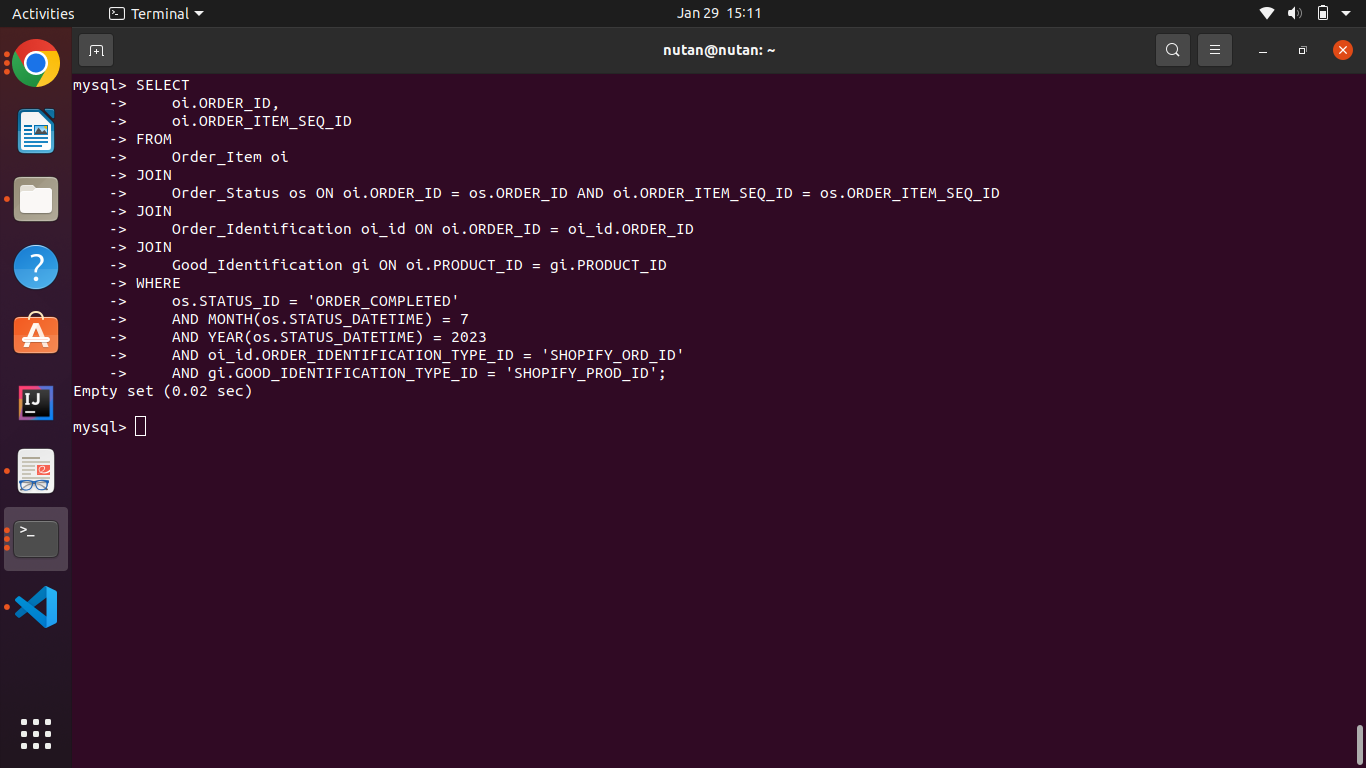 Activities
Terminal
Jan 29 15:11
nutan@nutan: ~
mysql> SELECT
    ->     oi.ORDER_ID,
    ->     oi.ORDER_ITEM_SEQ_ID
    -> FROM
    ->     Order_Item oi
    -> JOIN
    ->     Order_Status os ON oi.ORDER_ID = os.ORDER_ID AND oi.ORDER_ITEM_SEQ_ID = os.ORDER_ITEM_SEQ_ID
    -> JOIN
    ->     Order_Identification oi_id ON oi.ORDER_ID = oi_id.ORDER_ID
    -> JOIN
    ->     Good_Identification gi ON oi.PRODUCT_ID = gi.PRODUCT_ID
    -> WHERE
    ->     os.STATUS_ID = 'ORDER_COMPLETED'
    ->     AND MONTH(os.STATUS_DATETIME) = 7
    ->     AND YEAR(os.STATUS_DATETIME) = 2023
    ->     AND oi_id.ORDER_IDENTIFICATION_TYPE_ID = 'SHOPIFY_ORD_ID'
    ->     AND gi.GOOD_IDENTIFICATION_TYPE_ID = 'SHOPIFY_PROD_ID';
Empty set (0.02 sec)
mysql>
?
A
IJ
>_